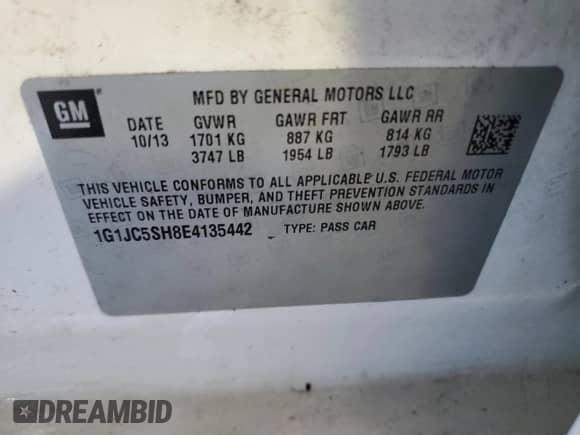 GM
MFD BY GENERAL MOTORS LLC
DATE GVWR GAWR FRT GAWR RR
10/13 1701 KG 887 KG 814 KG
3747 LB 1954 LB 1793 LB
THIS VEHICLE CONFORMS TO ALL APPLICABLE U.S. FEDERAL MOTOR
VEHICLE SAFETY, BUMPER, AND THEFT PREVENTION STANDARDS IN
EFFECT ON THE DATE OF MANUFACTURE SHOWN ABOVE.
1G1JC5SH8E4135442 TYPE: PASS CAR
DREAMBID